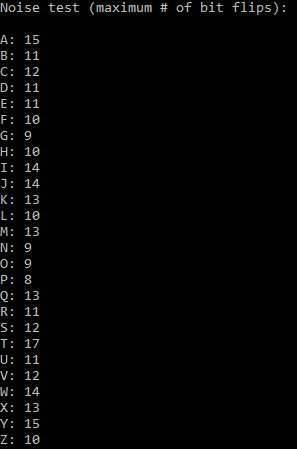 Noise test (maximum # of bit flips):
A: 15
B: 11
C: 12
D: 11
E: 11
F: 10
G: 9
H: 10
I: 14
J: 14
K: 13
L: 10
M: 13
N: 9
O: 9
P: 8
Q: 13
R: 11
S: 12
T: 17
U: 11
V: 12
W: 14
X: 13
Y: 15
Z: 10